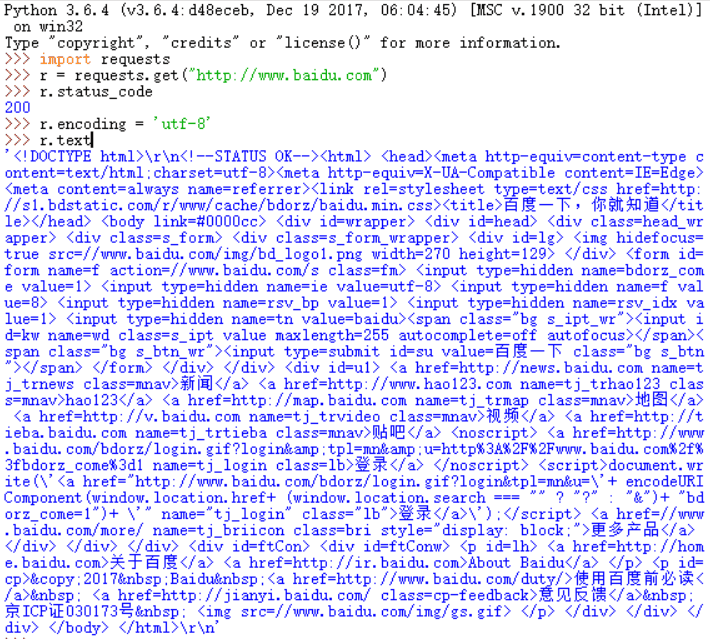 Python 3.6.4 (v3.6.4:d48eceb, Dec 19 2017, 06:04:45) [MSC v.1900 32 bit (Intel)]
 on win32
Type "copyright", "credits" or "license()" for more information.
>>> import requests
>>> r = requests.get("http://www.baidu.com")
>>> r.status_code
200
>>> r.encoding = 'utf-8'
>>> r.text
'<!DOCTYPE html>\r\n<!--STATUS OK--><html> <head><meta http-equiv=content-type c
ontent=text/html;charset=utf-8><meta http-equiv=X-UA-Compatible content=IE=Edge>
<meta content=always name=referrer><link rel=stylesheet type=text/css href=http:
//s1.bdstatic.com/r/www/cache/bdorz/baidu.min.css><title>百度一下，你就知道</tit
le></head> <body link=#0000cc> <div id=wrapper> <div id=head> <div class=head_wr
apper> <div class=s_form> <div class=s_form_wrapper> <div id=lg> <img hidefocus=
true src=//www.baidu.com/img/bd_logo1.png width=270 height=129> </div> <form id=
form name=f action=//www.baidu.com/s class=fm> <input type=hidden name=bdorz_com
e value=1> <input type=hidden name=ie value=utf-8> <input type=hidden name=f val
ue=8> <input type=hidden name=rsv_bp value=1> <input type=hidden name=rsv_idx va
lue=1> <input type=hidden name=tn value=baidu><span class="bg s_ipt_wr"><input i
d=kw name=wd class=s_ipt value maxlength=255 autocomplete=off autofocus></span><
span class="bg s_btn_wr"><input type=submit id=su value=百度一下 class="bg s_btn
"></span> </form> </div> </div> <div id=u1> <a href=http://news.baidu.com name=t
j_trnews class=mnav>新闻</a> <a href=http://www.hao123.com name=tj_trhao123 clas
s=mnav>hao123</a> <a href=http://map.baidu.com name=tj_trmap class=mnav>地图</a>
 <a href=http://v.baidu.com name=tj_trvideo class=mnav>视频</a> <a href=http://t
ieba.baidu.com name=tj_trtieba class=mnav>贴吧</a> <noscript> <a href=http://www
.baidu.com/bdorz/login.gif?login&amp;tpl=mn&amp;u=http%3A%2F%2Fwww.baidu.com%2f%
3fbdorz_come%3d1 name=tj_login class=lb>登录</a> </noscript> <script>document.wr
ite(\'<a href="http://www.baidu.com/bdorz/login.gif?login&tpl=mn&u=\'+ encodeURI
Component(window.location.href+ (window.location.search === "" ? "?" : "&")+ "bd
orz_come=1")+ \'" name="tj_login" class="lb">登录</a>\');</script> <a href=//www
.baidu.com/more/ name=tj_briicon class=bri style="display: block;">更多产品</a>
</div> </div> </div> <div id=ftCon> <div id=ftConw> <p id=lh> <a href=http://hom
e.baidu.com>关于百度</a> <a href=http://ir.baidu.com>About Baidu</a> </p> <p id=
cp>&copy;2017&nbsp;Baidu&nbsp;<a href=http://www.baidu.com/duty/>使用百度前必读<
/a>&nbsp; <a href=http://jianyi.baidu.com/ class=cp-feedback>意见反馈</a>&nbsp;
京ICP证030173号&nbsp; <img src=//www.baidu.com/img/gs.gif> </p> </div> </div> </
div> </body> </html>\r\n'